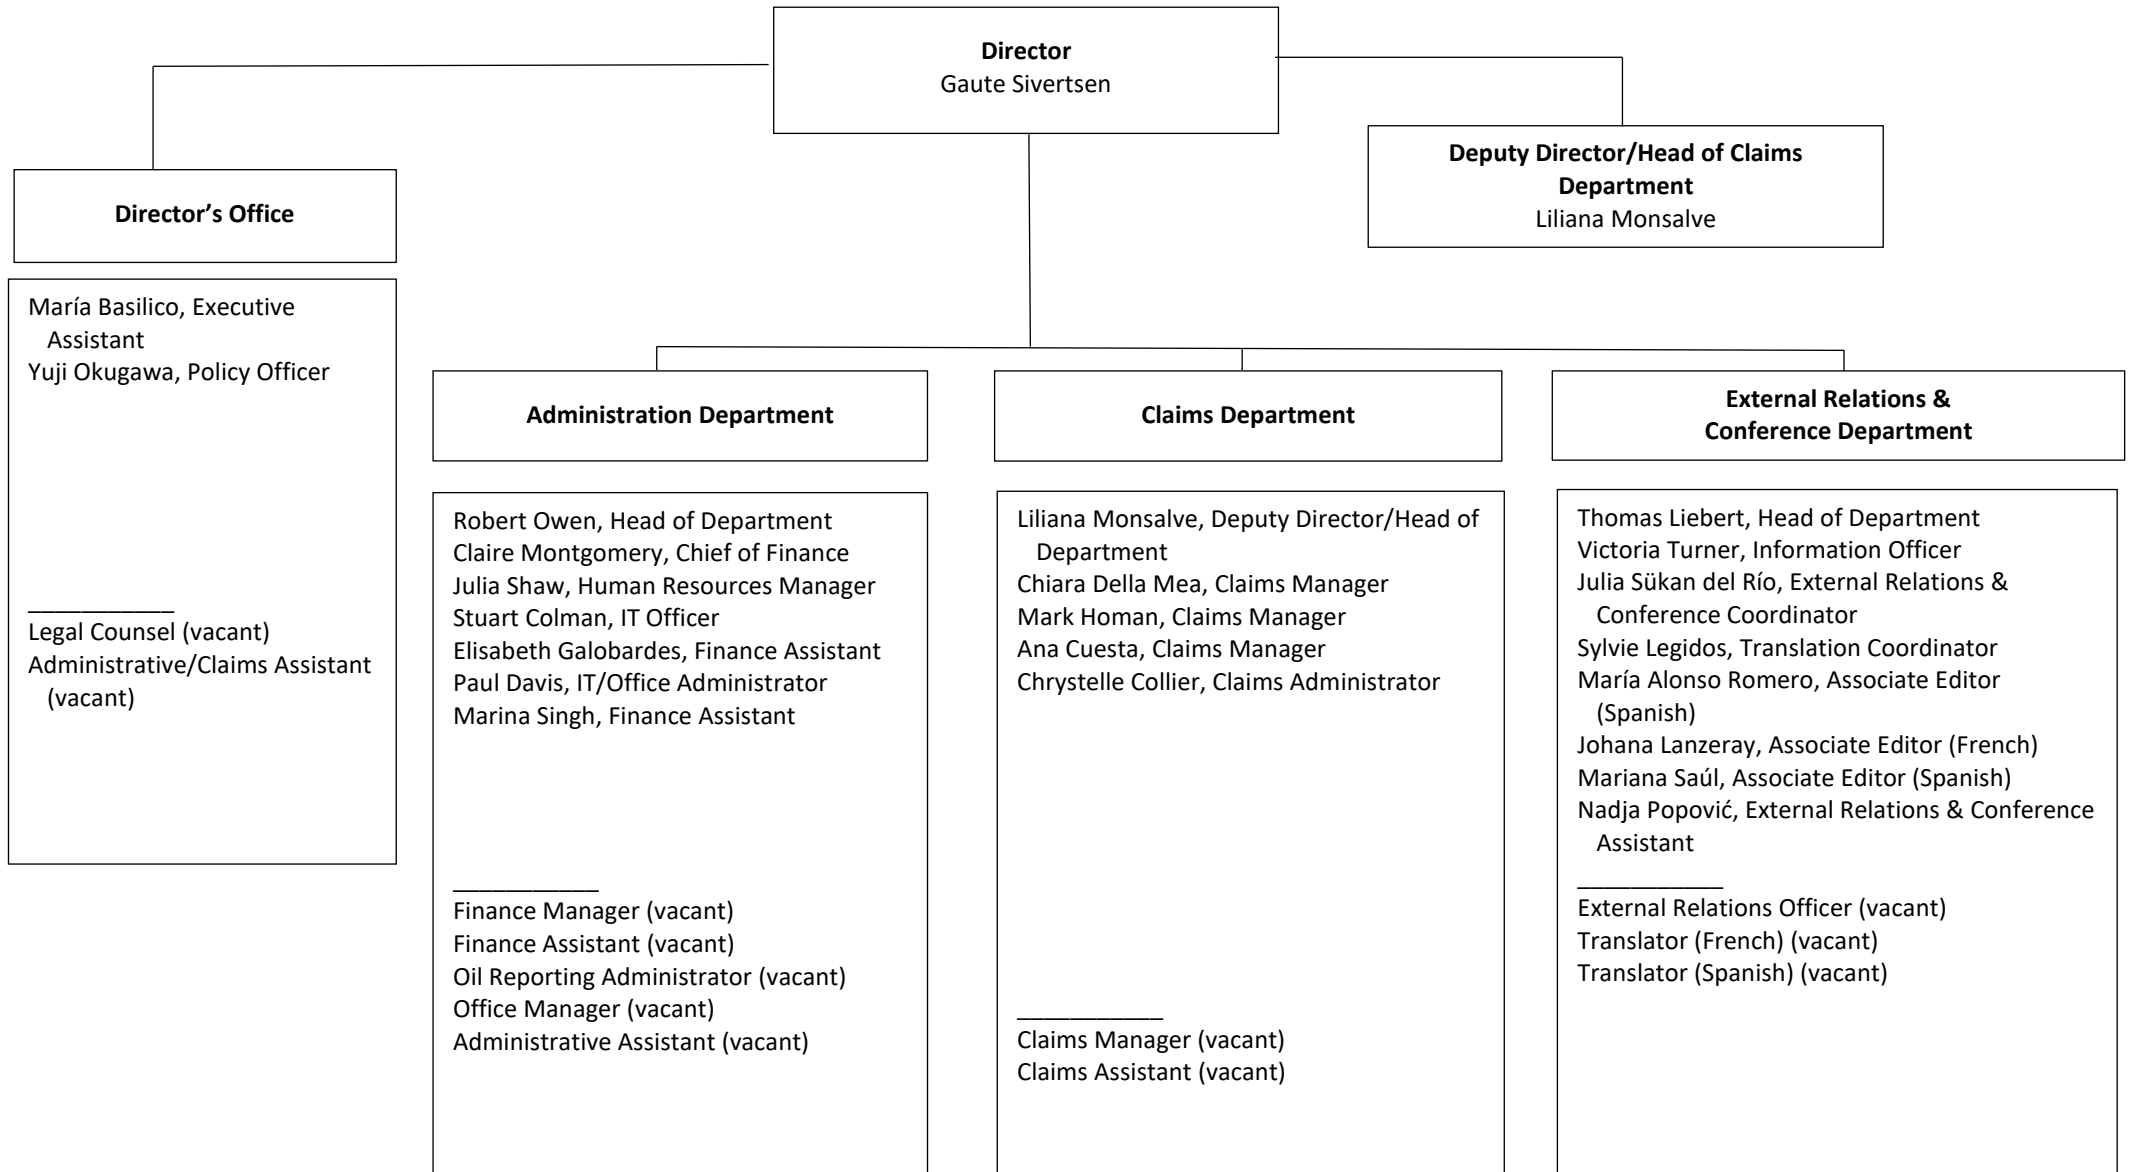 Director
Gaute Sivertsen
Deputy Director/Head of Claims
Department
Liliana Monsalve
Director’s Office
María Basilico, Executive
Assistant
Yuji Okugawa, Policy Officer
___________
Legal Counsel (vacant)
Administrative/Claims Assistant
(vacant)
Administration Department
Robert Owen, Head of Department
Claire Montgomery, Chief of Finance
Julia Shaw, Human Resources Manager
Stuart Colman, IT Officer
Elisabeth Galobardes, Finance Assistant
Paul Davis, IT/Office Administrator
Marina Singh, Finance Assistant
___________
Finance Manager (vacant)
Finance Assistant (vacant)
Oil Reporting Administrator (vacant)
Office Manager (vacant)
Administrative Assistant (vacant)
Claims Department
Liliana Monsalve, Deputy Director/Head of
Department
Chiara Della Mea, Claims Manager
Mark Homan, Claims Manager
Ana Cuesta, Claims Manager
Chrystelle Collier, Claims Administrator
___________
Claims Manager (vacant)
Claims Assistant (vacant)
External Relations &
Conference Department
Thomas Liebert, Head of Department
Victoria Turner, Information Officer
Julia Sükan del Río, External Relations &
Conference Coordinator
Sylvie Legidos, Translation Coordinator
María Alonso Romero, Associate Editor
(Spanish)
Johana Lanzeray, Associate Editor (French)
Mariana Saúl, Associate Editor (Spanish)
Nadja Popović, External Relations & Conference
Assistant
___________
External Relations Officer (vacant)
Translator (French) (vacant)
Translator (Spanish) (vacant)